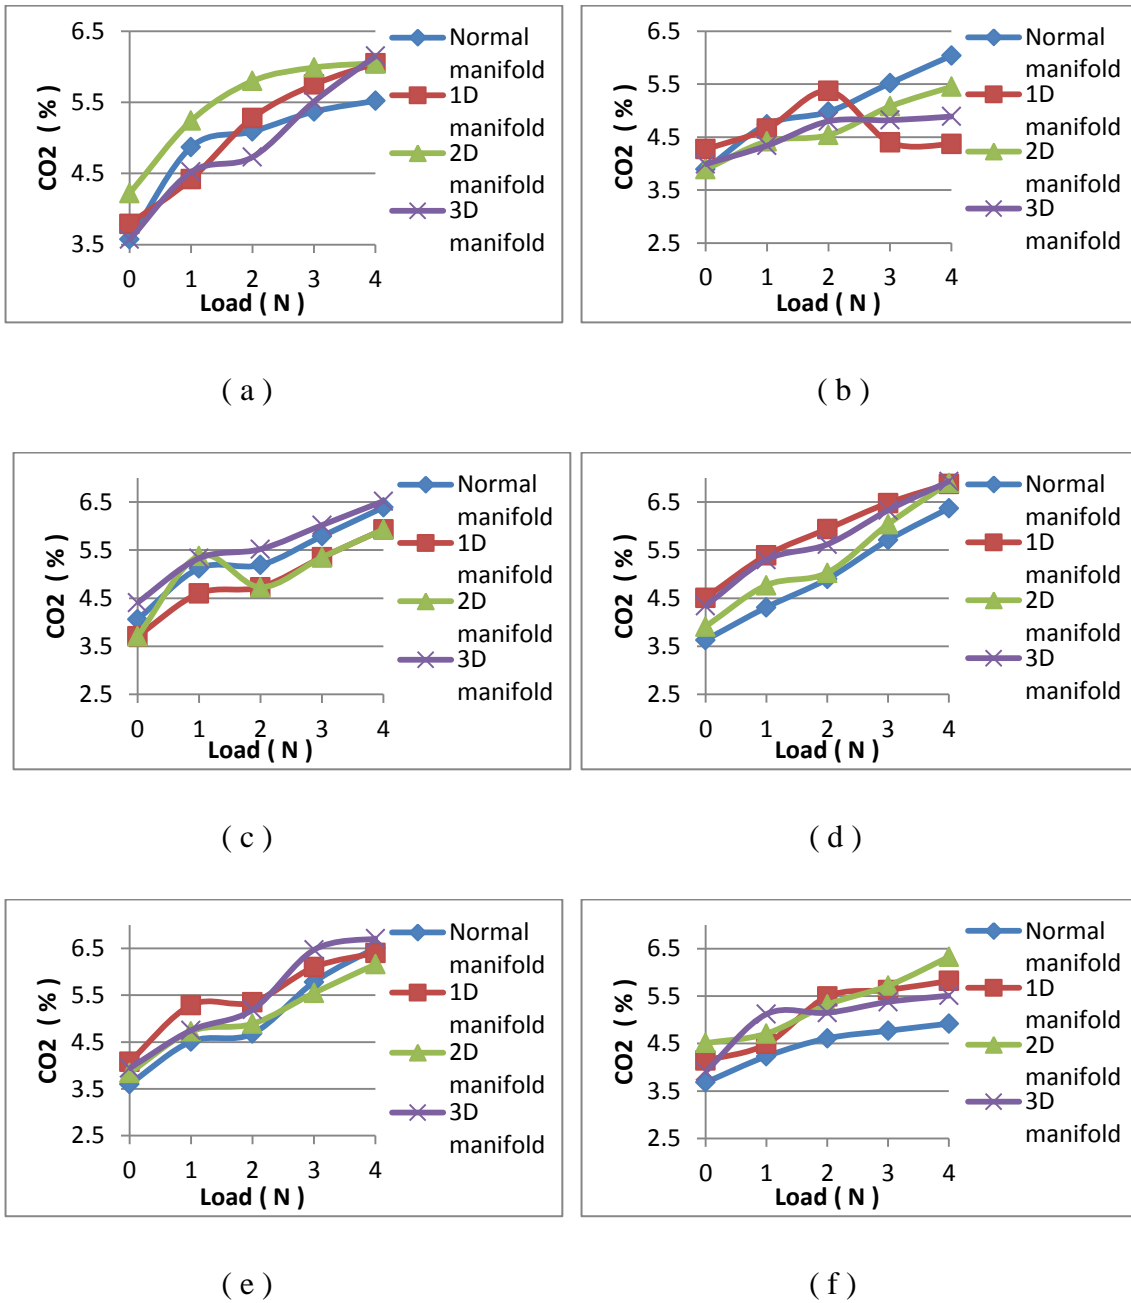 6.5
5.5
4.5
3.5
CO2 ( % )
0 1 2 3 4
Load ( N )
Normal
manifold
1D
manifold
2D
manifold
3D
manifold
( a )
6.5
5.5
4.5
3.5
2.5
CO2 ( % )
0 1 2 3 4
Load ( N )
Normal
manifold
1D
manifold
2D
manifold
3D
manifold
( b )
6.5
5.5
4.5
3.5
2.5
CO2 ( % )
0 1 2 3 4
Load ( N )
Normal
manifold
1D
manifold
2D
manifold
3D
manifold
( c )
6.5
5.5
4.5
3.5
2.5
CO2 ( % )
0 1 2 3 4
Load ( N )
Normal
manifold
1D
manifold
2D
manifold
3D
manifold
( d )
6.5
5.5
4.5
3.5
2.5
CO2 ( % )
0 1 2 3 4
Load ( N )
Normal
manifold
1D
manifold
2D
manifold
3D
manifold
( e )
6.5
5.5
4.5
3.5
2.5
CO2 ( % )
0 1 2 3 4
Load ( N )
Normal
manifold
1D
manifold
2D
manifold
3D
manifold
( f )